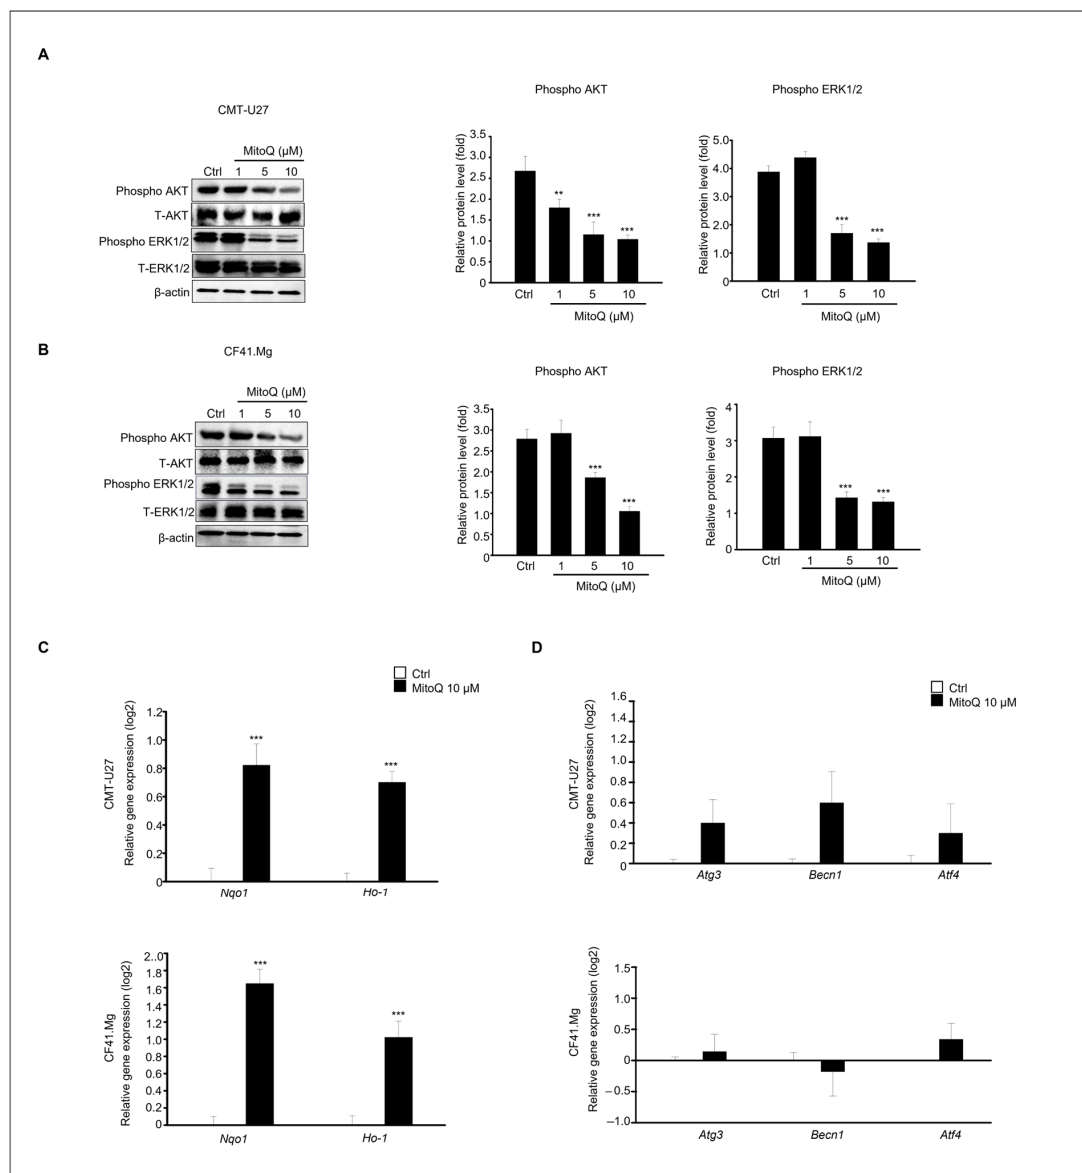 A
CMT-U27
MitoQ (µM)
Ctrl 1 5 10
Phospho AKT
T-AKT
Phospho ERK1/2
T-ERK1/2
β-actin
Phospho AKT
Relative protein level (fold)
3.5
3.0
2.5
2.0
1.5
1.0
0.5
0
**
***
***
Ctrl 1 5 10
MitoQ (µM)
Phospho ERK1/2
Relative protein level (fold)
5.0
4.0
3.0
2.0
1.0
0
***
***
Ctrl 1 5 10
MitoQ (µM)
B
CF41.Mg
MitoQ (µM)
Ctrl 1 5 10
Phospho AKT
T-AKT
Phospho ERK1/2
T-ERK1/2
β-actin
Phospho AKT
Relative protein level (fold)
3.5
3.0
2.5
2.0
1.5
1.0
0.5
0
***
***
Ctrl 1 5 10
MitoQ (µM)
Phospho ERK1/2
Relative protein level (fold)
4
3
2
1
0
***
***
Ctrl 1 5 10
MitoQ (µM)
C
Ctrl
MitoQ 10 µM
CMT-U27
Relative gene expression (log2)
1.2
1.0
0.8
0.6
0.4
0.2
0
***
***
Nqo1 Ho-1
CF41.Mg
Relative gene expression (log2)
2..0
1.8
1.6
1.4
1.2
1.0
0.8
0.6
0.4
0.2
0
***
***
Nqo1 Ho-1
D
Ctrl
MitoQ 10 µM
CMT-U27
Relative gene expression (log2)
1.6
1.4
1.2
1.0
0.8
0.6
0.4
0.2
0
Atg3 Becn1 Atf4
CF41.Mg
Relative gene expression (log2)
1.5
1.0
0.5
0
–0.5
–1.0
Atg3 Becn1 Atf4